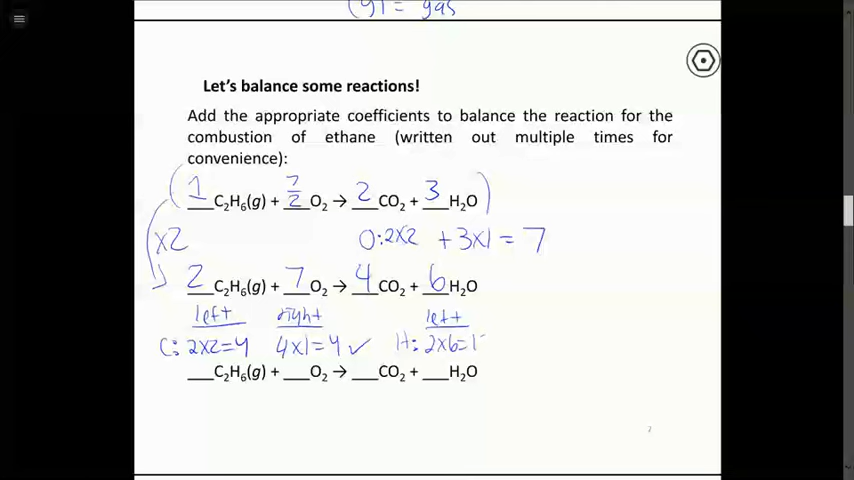 (g) = gas
Let's balance some reactions!
Add the appropriate coefficients to balance the reaction for the
combustion of ethane (written out multiple times for
convenience):
(1 C₂H₆(g) + 7/2 O₂ → 2 CO₂ + 3 H₂O)
x2 O: 2x2 + 3x1 = 7
2 C₂H₆(g) + 7 O₂ → 4 CO₂ + 6 H₂O
left right left
C: 2x2=4 4x1=4 ✓ H: 2x6=1
___C₂H₆(g) + ___O₂ → ___CO₂ + ___H₂O